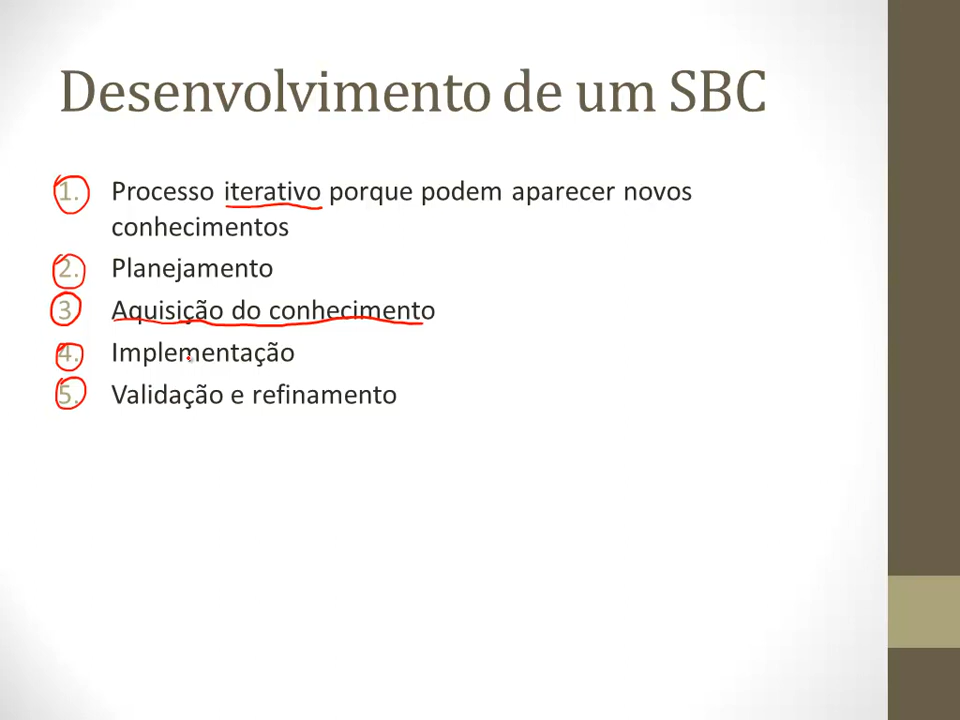 Desenvolvimento de um SBC
1. Processo iterativo porque podem aparecer novos
conhecimentos
2. Planejamento
3 Aquisição do conhecimento
4. Implementação
5. Validação e refinamento